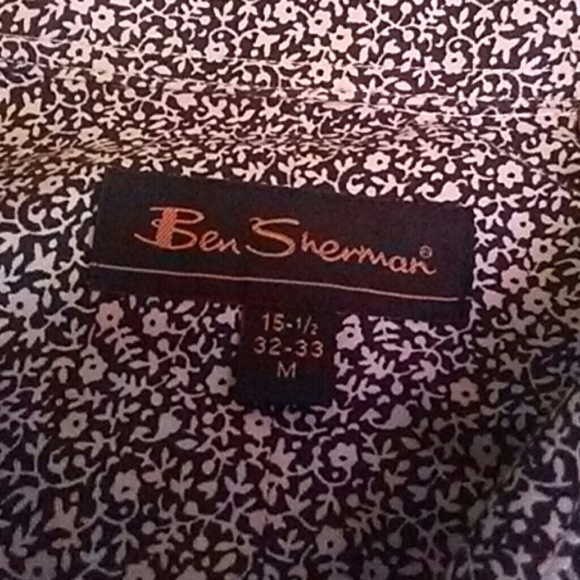 Ben Sherman®
15-1/2
32-33
M